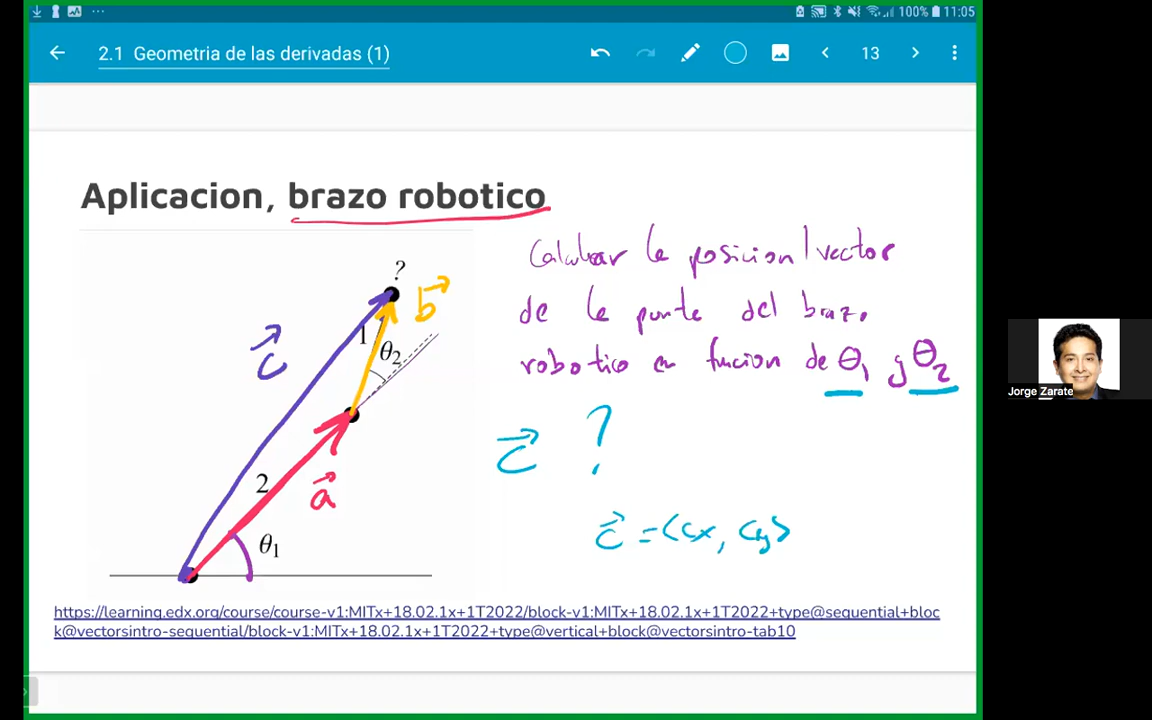 100% 11:05
2.1 Geometria de las derivadas (1)
13
Aplicacion, brazo robotico
?
b
1
θ2
c
2
a
θ1
Calcular la posicion/vector
de la punta del brazo
robotico en funcion de θ1 y θ2
c ?
c = <cx, cy>
https://learning.edx.org/course/course-v1:MITx+18.02.1x+1T2022/block-v1:MITx+18.02.1x+1T2022+type@sequential+bloc
k@vectorsintro-sequential/block-v1:MITx+18.02.1x+1T2022+type@vertical+block@vectorsintro-tab10
Jorge Zarate